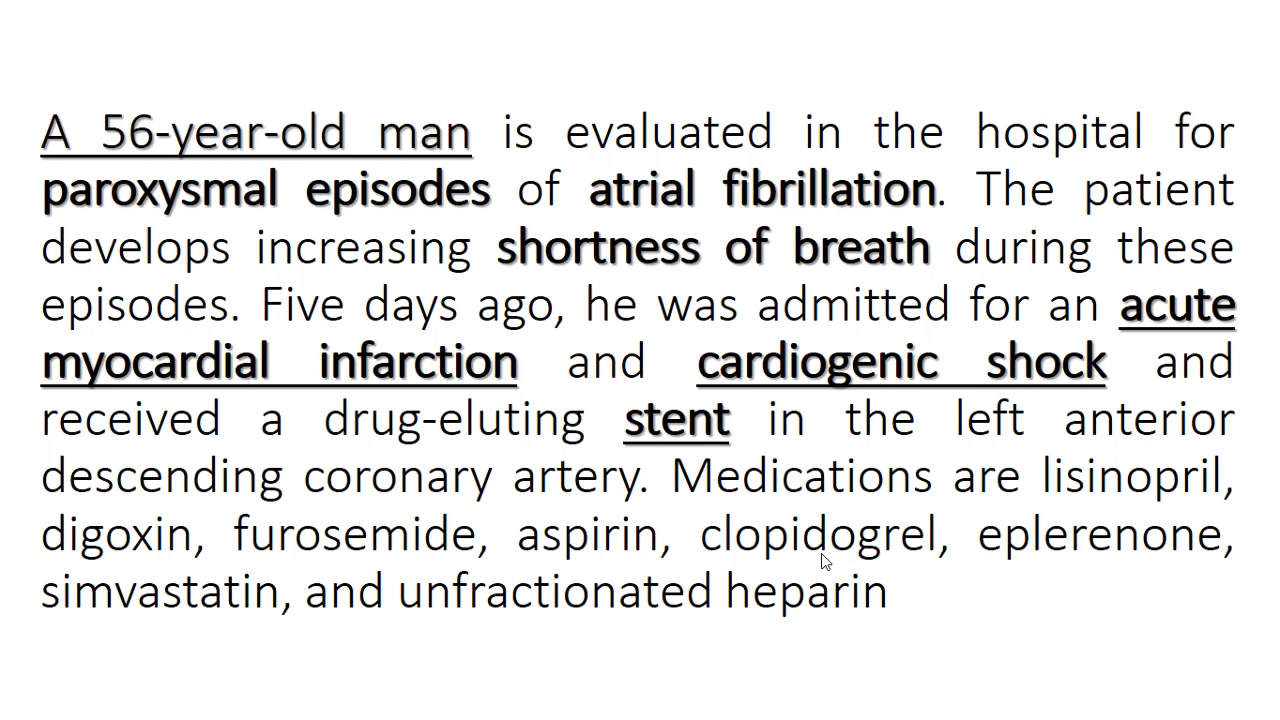 A 56-year-old man is evaluated in the hospital for
paroxysmal episodes of atrial fibrillation. The patient
develops increasing shortness of breath during these
episodes. Five days ago, he was admitted for an acute
myocardial infarction and cardiogenic shock and
received a drug-eluting stent in the left anterior
descending coronary artery. Medications are lisinopril,
digoxin, furosemide, aspirin, clopidogrel, eplerenone,
simvastatin, and unfractionated heparin